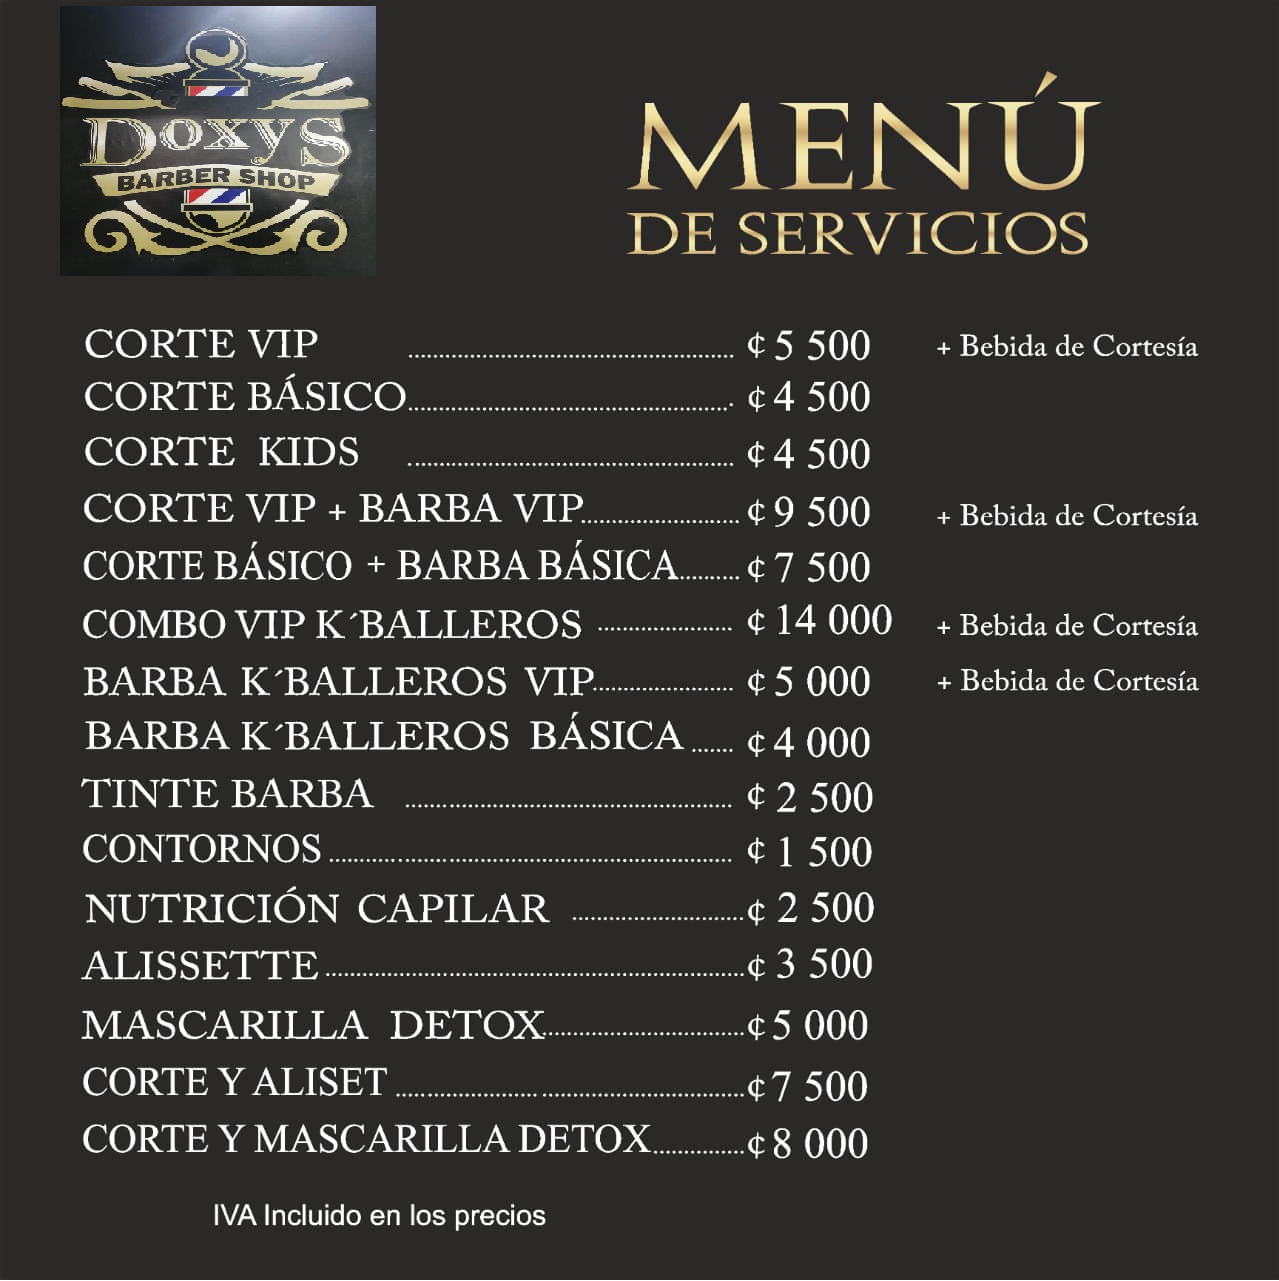 DOXYS
BARBER SHOP
MENÚ
DE SERVICIOS
CORTE VIP ........ ¢ 5 500 + Bebida de Cortesía
CORTE BÁSICO ........ ¢ 4 500
CORTE KIDS ........ ¢ 4 500
CORTE VIP + BARBA VIP ........ ¢ 9 500 + Bebida de Cortesía
CORTE BÁSICO + BARBA BÁSICA ........ ¢ 7 500
COMBO VIP K´BALLEROS ........ ¢ 14 000 + Bebida de Cortesía
BARBA K´BALLEROS VIP ........ ¢ 5 000 + Bebida de Cortesía
BARBA K´BALLEROS BÁSICA ........ ¢ 4 000
TINTE BARBA ........ ¢ 2 500
CONTORNOS ........ ¢ 1 500
NUTRICIÓN CAPILAR ........ ¢ 2 500
ALISSETTE ........ ¢ 3 500
MASCARILLA DETOX ........ ¢ 5 000
CORTE Y ALISET ........ ¢ 7 500
CORTE Y MASCARILLA DETOX ........ ¢ 8 000
IVA Incluido en los precios